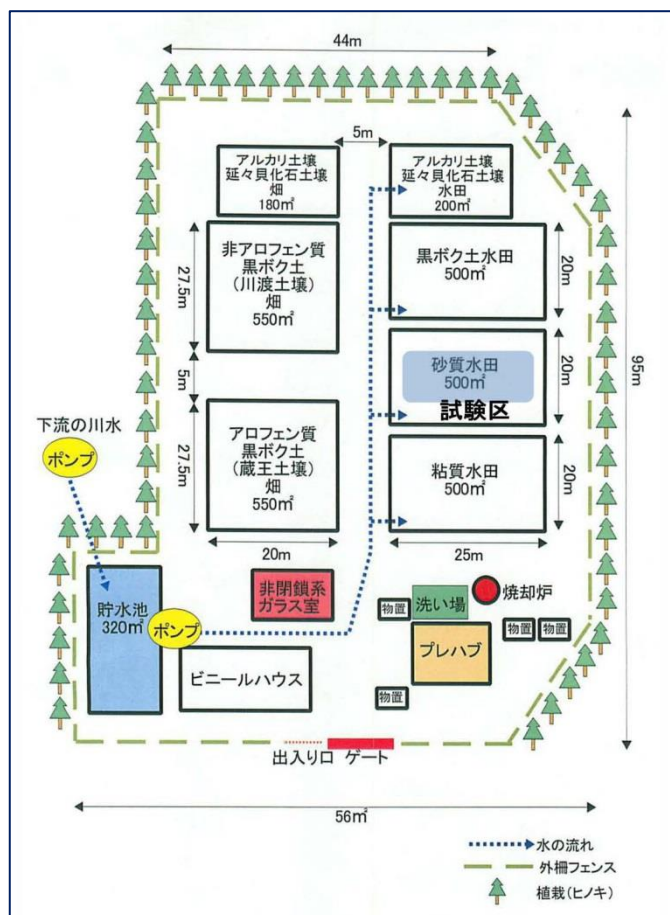 44m
5m
アルカリ土壌
延々貝化石土壌
畑
180㎡
アルカリ土壌
延々貝化石土壌
水田
200㎡
27.5m
非アロフェン質
黒ボク土
(川渡土壌)
畑
550㎡
黒ボク土水田
500㎡
20m
5m
砂質水田
500㎡
試験区
20m
95m
下流の川水
ポンプ
27.5m
アロフェン質
黒ボク土
(蔵王土壌)
畑
550㎡
粘質水田
500㎡
20m
20m
25m
貯水池
320㎡
ポンプ
非閉鎖系
ガラス室
物置
洗い場
焼却炉
ビニールハウス
プレハブ
物置
物置
物置
出入り口 ゲート
56㎡
水の流れ
外柵フェンス
植栽(ヒノキ)